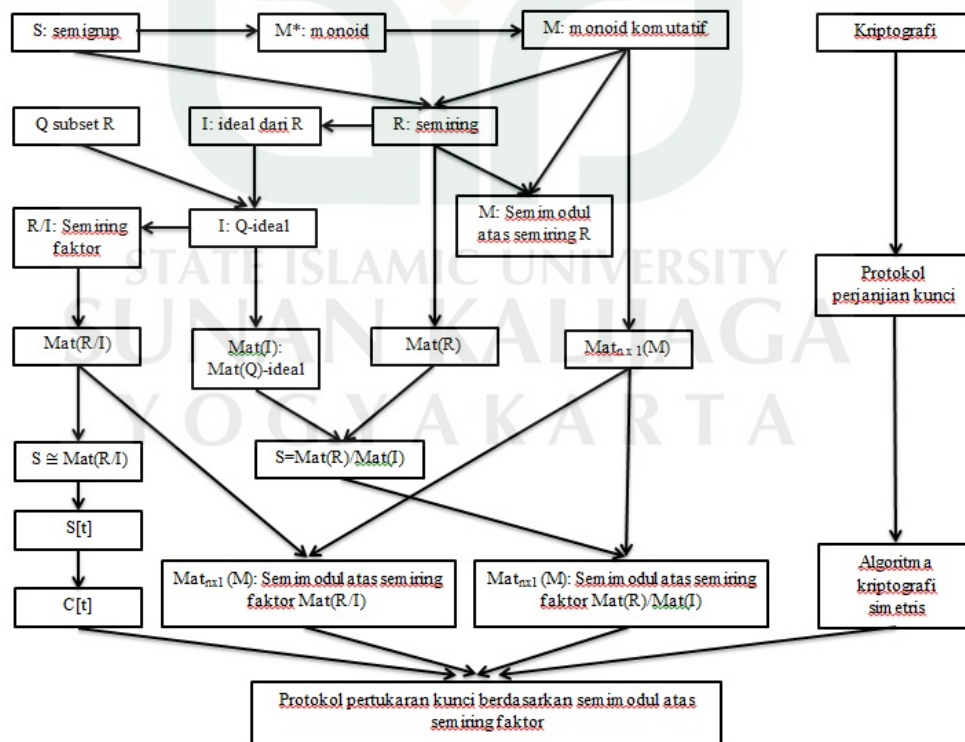 S: semigrup
M*: monoid
M: monoid komutatif
Kriptografi
Q subset R
I: ideal dari R
R: semiring
R/I: Semiring
faktor
I: Q-ideal
M: Semimodul
atas semiring R
STATE ISLAMIC UNIVERSITY
SUNAN KALIJAGA
YOGYAKARTA
Protokol
perjanjian kunci
Mat(R/I)
Mat(I):
Mat(Q)-ideal
Mat(R)
Matₙₓ₁(M)
S ≅ Mat(R/I)
S=Mat(R)/Mat(I)
S[t]
C[t]
Matₙₓ₁(M): Semimodul atas semiring
faktor Mat(R/I)
Matₙₓ₁(M): Semimodul atas semiring
faktor Mat(R)/Mat(I)
Algoritma
kriptografi
simetris
Protokol pertukaran kunci berdasarkan semimodul atas
semiring faktor